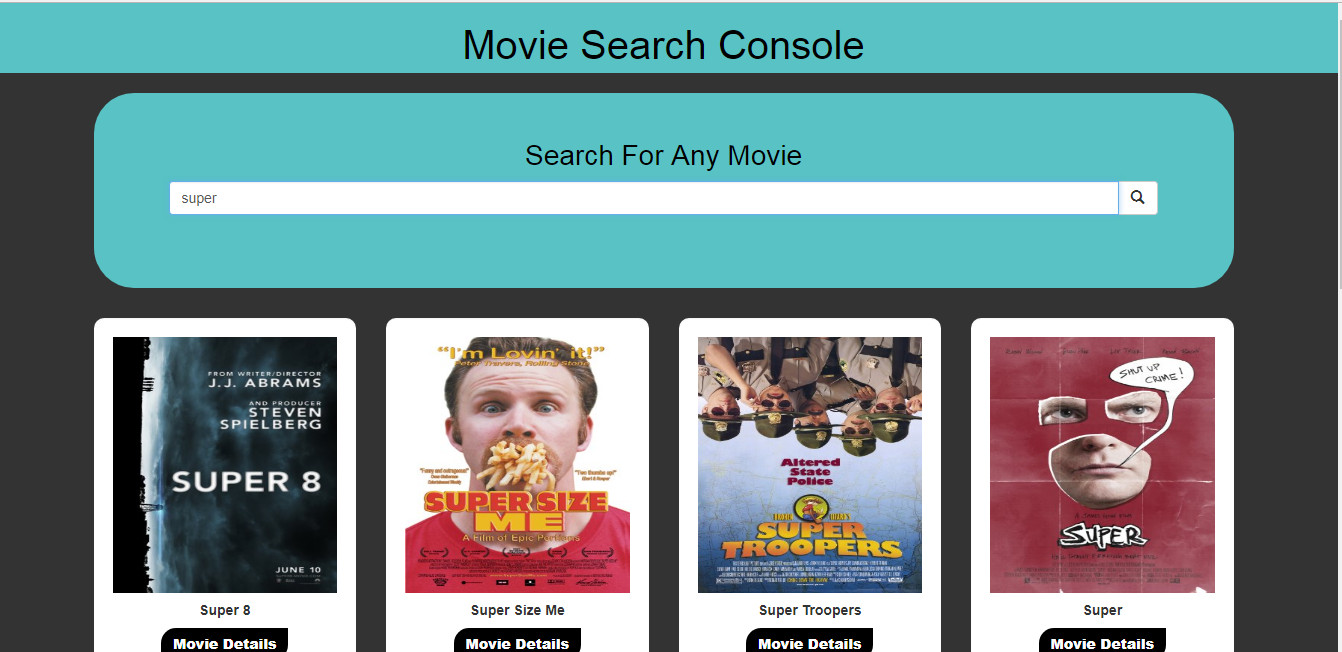 Movie Search Console
Search For Any Movie
super
FROM WRITER/DIRECTOR
J.J. ABRAMS
AND PRODUCER
STEVEN
SPIELBERG
SUPER 8
JUNE 10
"I'm Lovin' it!"
Peter Travers, Rolling Stone
"Two thumbs up!"
SUPER SIZE
ME
A Film of Epic Portions
Altered
State
Police
SUPER
TROOPERS
SHUT UP
CRIME!
SUPER
Super 8
Super Size Me
Super Troopers
Super
Movie Details
Movie Details
Movie Details
Movie Details